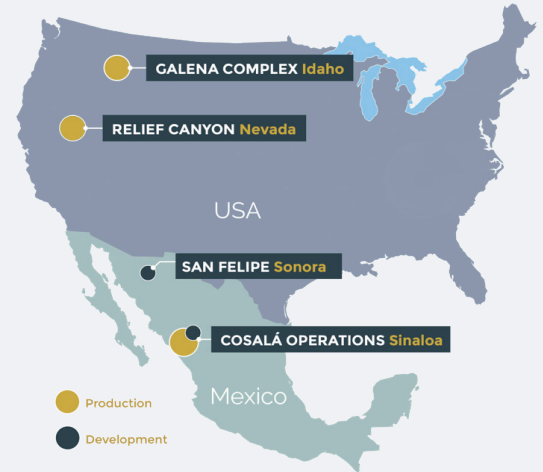 GALENA COMPLEX Idaho
RELIEF CANYON Nevada
USA
SAN FELIPE Sonora
COSALÁ OPERATIONS Sinaloa
Mexico
Production
Development